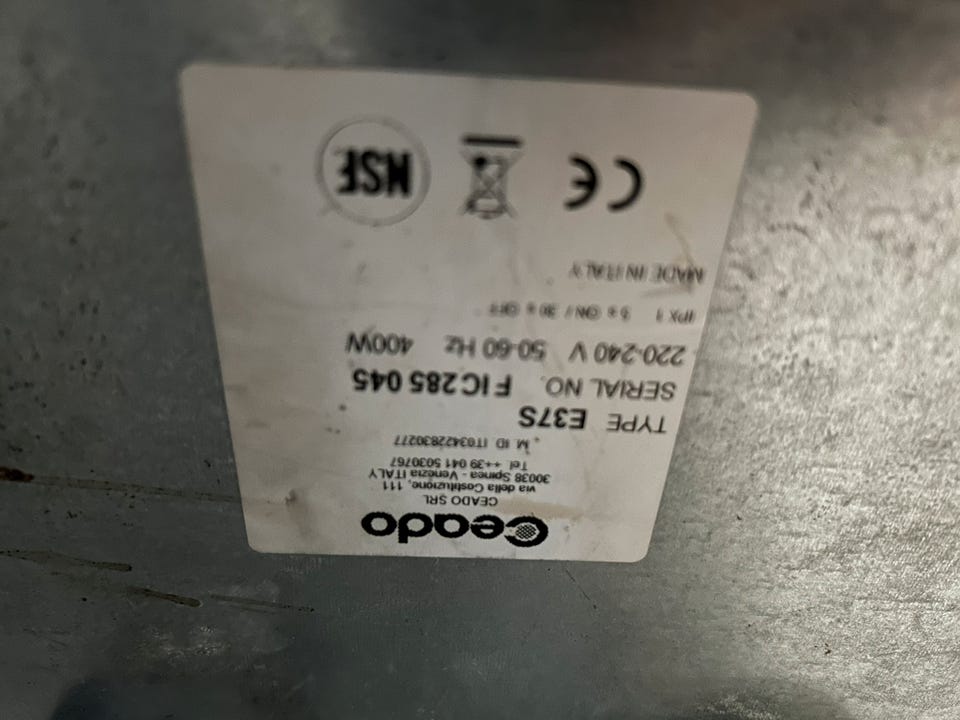 Ceado
CEADO SRL
via della Costituzione, 111
30038 Spinea - Venezia ITALY
Tel. ++39 041 5030767
M. ID IT03422830277
TYPE E37S
SERIAL NO. FIC285 045
220-240 V 50-60 Hz 400W
IPX 1 5 s ON / 30 s OFF
MADE IN ITALY
CE NSF